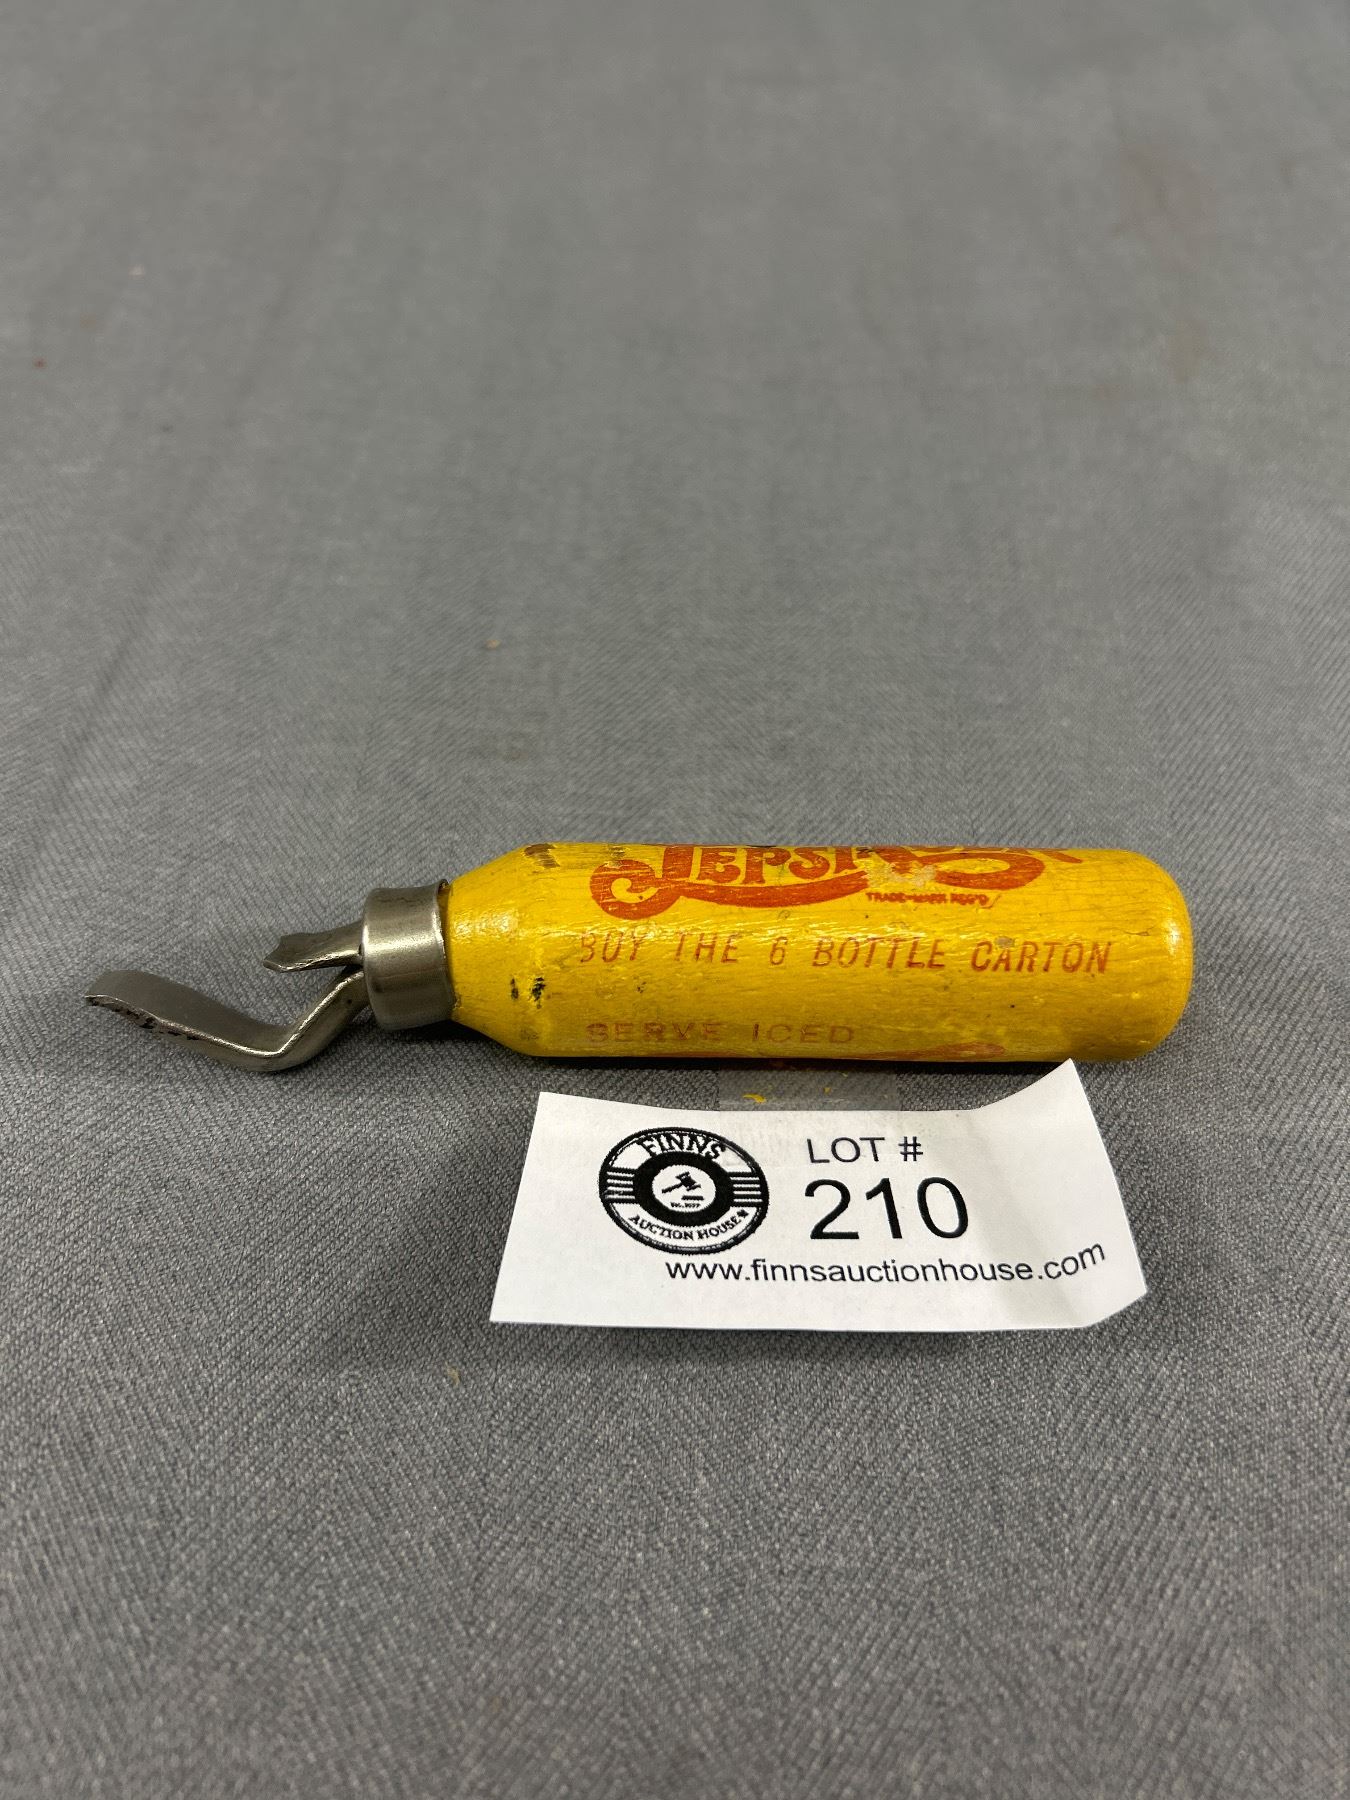 PEPSI-COLA
TRADE-MARK REG'D
BUY THE 6 BOTTLE CARTON
SERVE ICED
FINNS
AUCTION HOUSE
LOT #
210
www.finnsauctionhouse.com